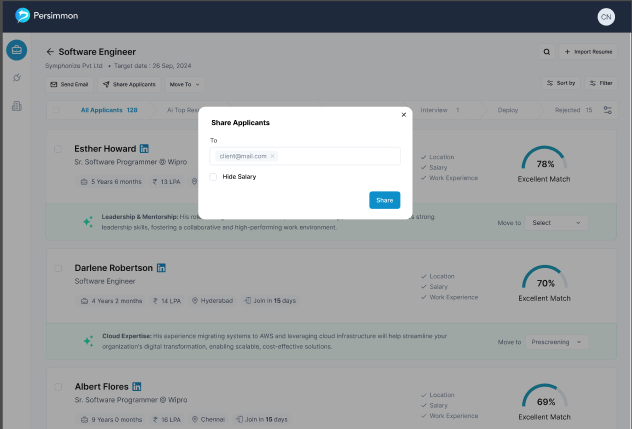 Persimmon
CN
Software Engineer
Import Resume
Symphonize Pvt Ltd • Target date : 26 Sep, 2024
Send Email
Share Applicants
Move To
Sort by
Filter
All Applicants 128
Ai Top Res
Interview 1
Deploy
Rejected 15
Share Applicants
To
client@mail.com
Hide Salary
Share
Esther Howard
Sr. Software Programmer @ Wipro
5 Years 6 months
₹ 13 LPA
Location
Salary
Work Experience
78%
Excellent Match
Leadership & Mentorship: His ro
s strong
leadership skills, fostering a collaborative and high-performing work environment.
Move to
Select
Darlene Robertson
Software Engineer
4 Years 2 months
₹ 14 LPA
Hyderabad
Join in 15 days
Location
Salary
Work Experience
70%
Excellent Match
Cloud Expertise: His experience migrating systems to AWS and leveraging cloud infrastructure will help streamline your
organization's digital transformation, enabling scalable, cost-effective solutions.
Move to
Prescreening
Albert Flores
Sr. Software Programmer @ Wipro
9 Years 0 months
₹ 16 LPA
Chennai
Join in 15 days
Location
Salary
Work Experience
69%
Excellent Match